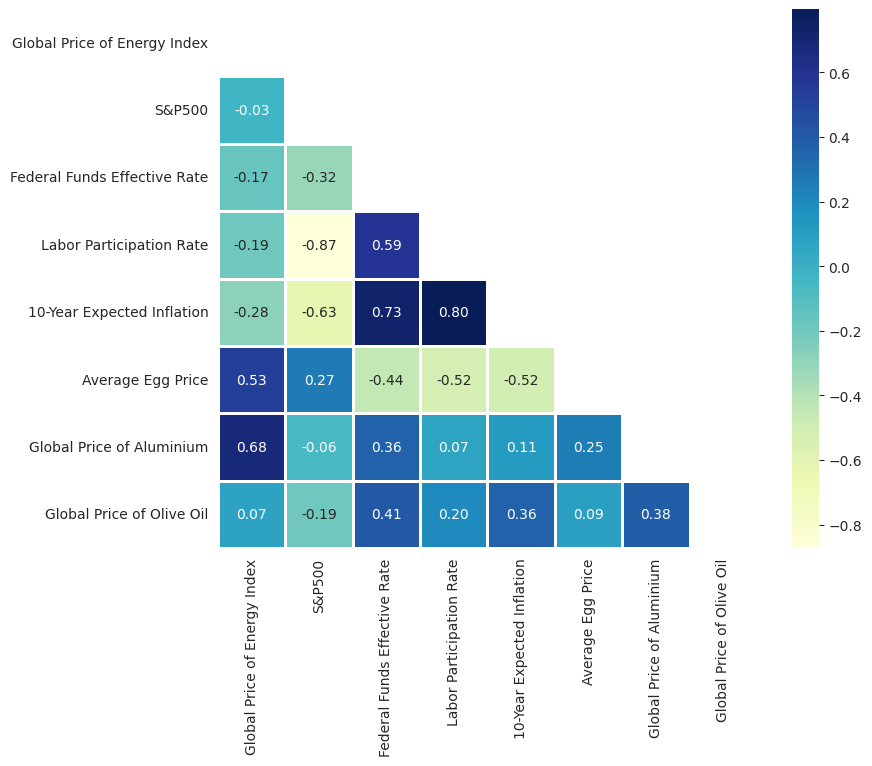 Global Price of Energy Index
S&P500 -0.03
Federal Funds Effective Rate -0.17 -0.32
Labor Participation Rate -0.19 -0.87 0.59
10-Year Expected Inflation -0.28 -0.63 0.73 0.80
Average Egg Price 0.53 0.27 -0.44 -0.52 -0.52
Global Price of Aluminium 0.68 -0.06 0.36 0.07 0.11 0.25
Global Price of Olive Oil 0.07 -0.19 0.41 0.20 0.36 0.09 0.38
Global Price of Energy Index
S&P500
Federal Funds Effective Rate
Labor Participation Rate
10-Year Expected Inflation
Average Egg Price
Global Price of Aluminium
Global Price of Olive Oil
0.6
0.4
0.2
0.0
−0.2
−0.4
−0.6
−0.8